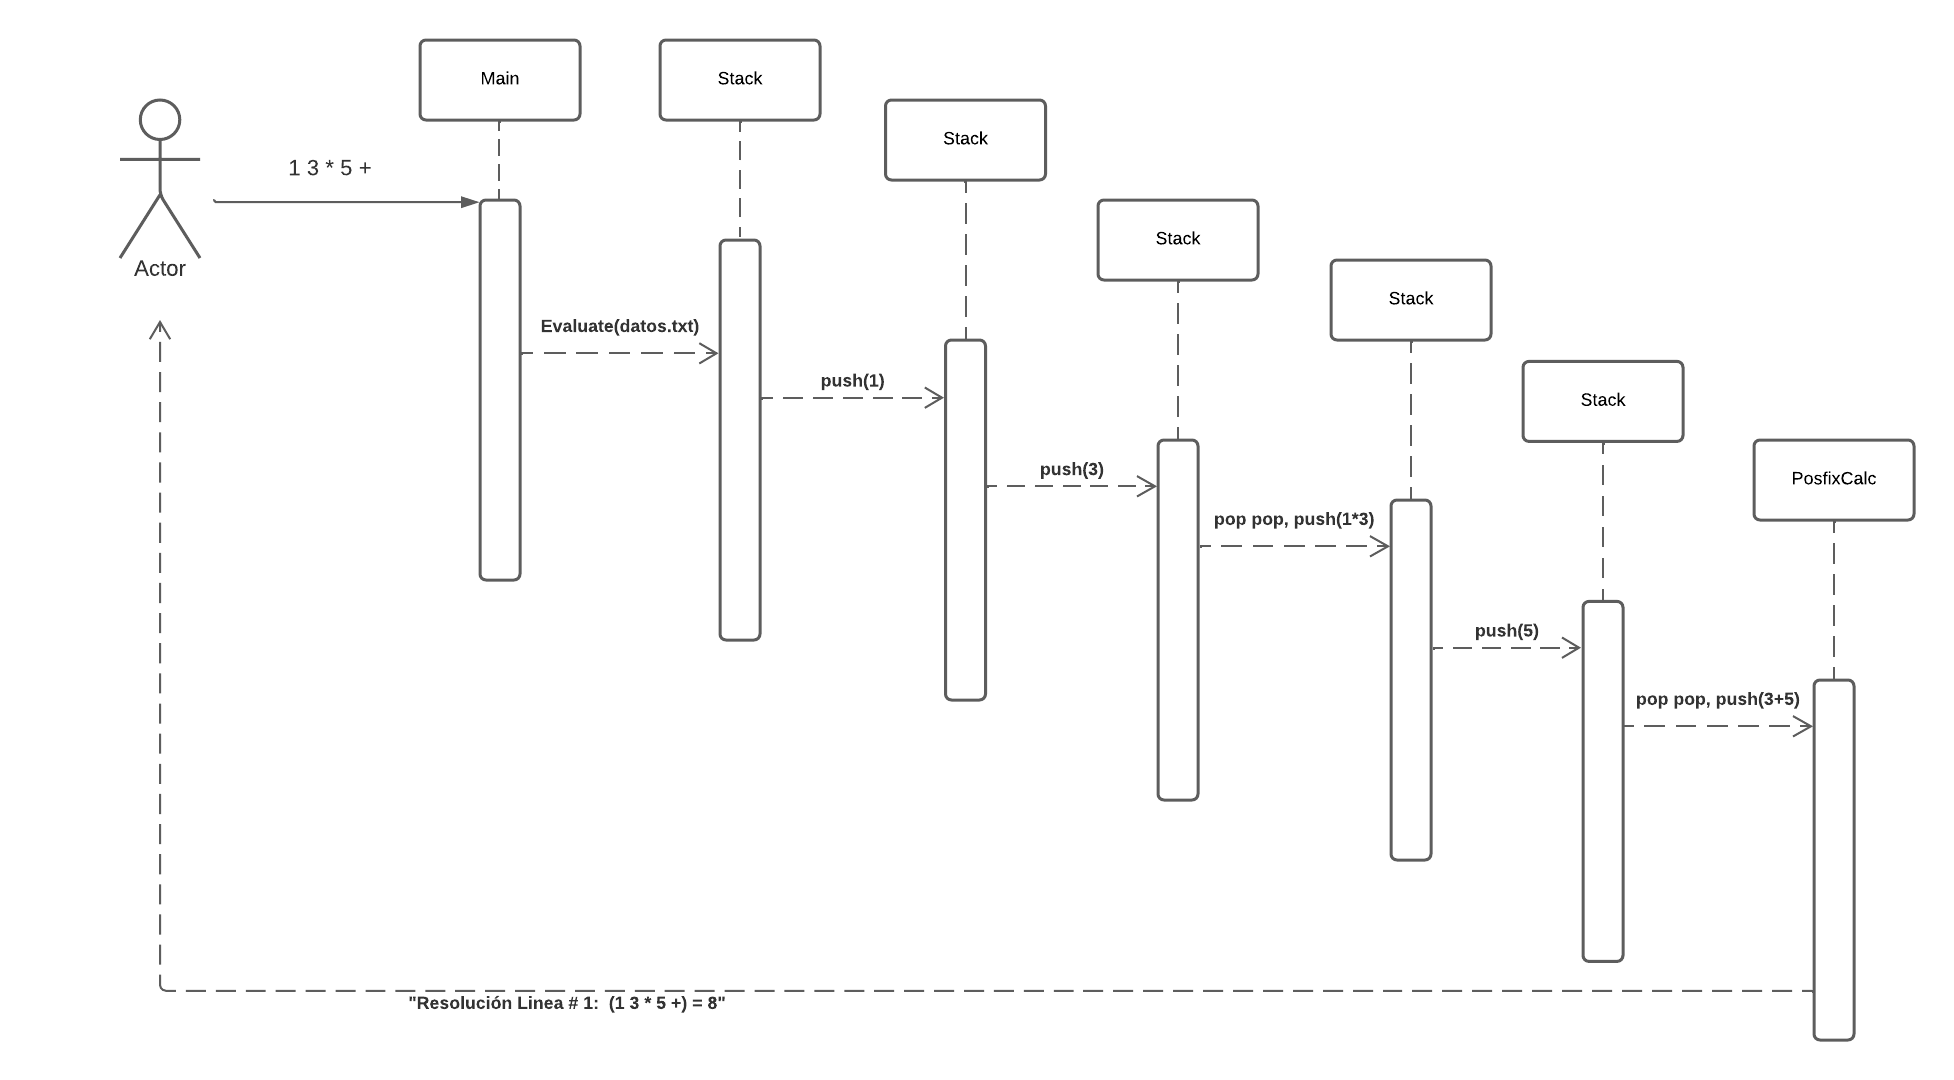 Main
Stack
Stack
1 3 * 5 +
Stack
Actor
Stack
Evaluate(datos.txt)
push(1)
Stack
push(3)
PosfixCalc
pop pop, push(1*3)
push(5)
pop pop, push(3+5)
"Resolución Linea # 1:  (1 3 * 5 +) = 8"